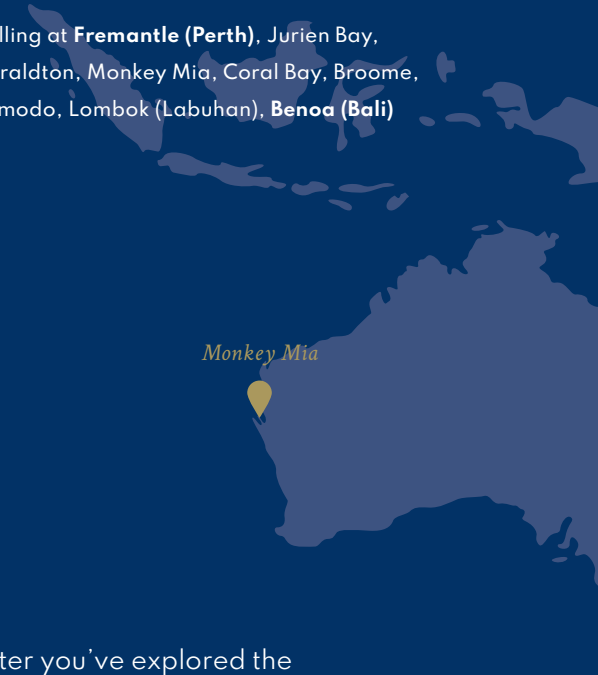 lling at Fremantle (Perth), Jurien Bay,
raldton, Monkey Mia, Coral Bay, Broome,
modo, Lombok (Labuhan), Benoa (Bali)
Monkey Mia
ter you’ve explored the